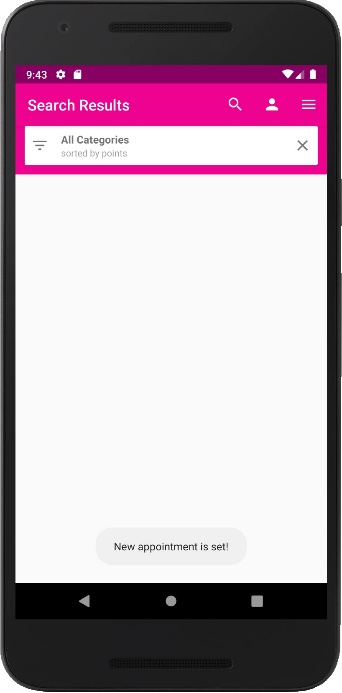 9:43
Search Results
All Categories
sorted by points
New appointment is set!